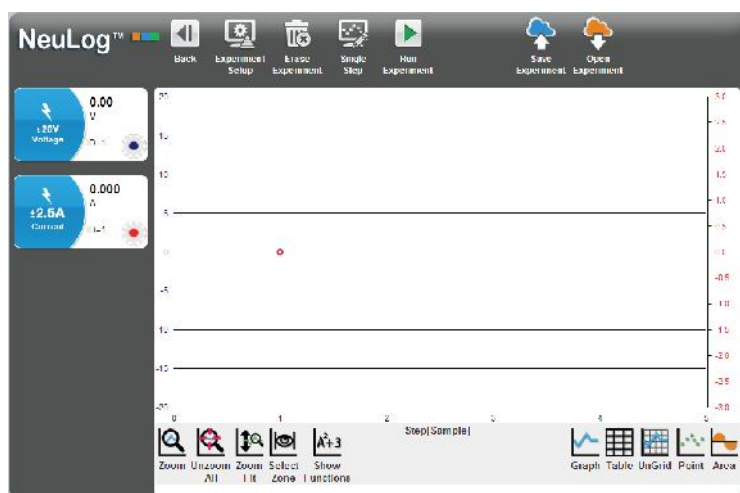 NeuLog™
Back
Experiment Setup
Erase Experiment
Single Step
Run Experiment
Save Experiment
Open Experiment
0.00
V
±20V
Voltage
0.000
A
±2.5A
Current
20
15
10
5
0
-5
-10
-15
-20
3.0
2.5
2.0
1.5
1.0
0.5
0.0
-0.5
-1.0
-1.5
-2.0
-2.5
-3.0
0
1
2
3
4
5
Step[Sample]
A²+3
Zoom
Unzoom All
Zoom Fit
Select Zone
Show Functions
Graph
Table
UnGrid
Point
Area